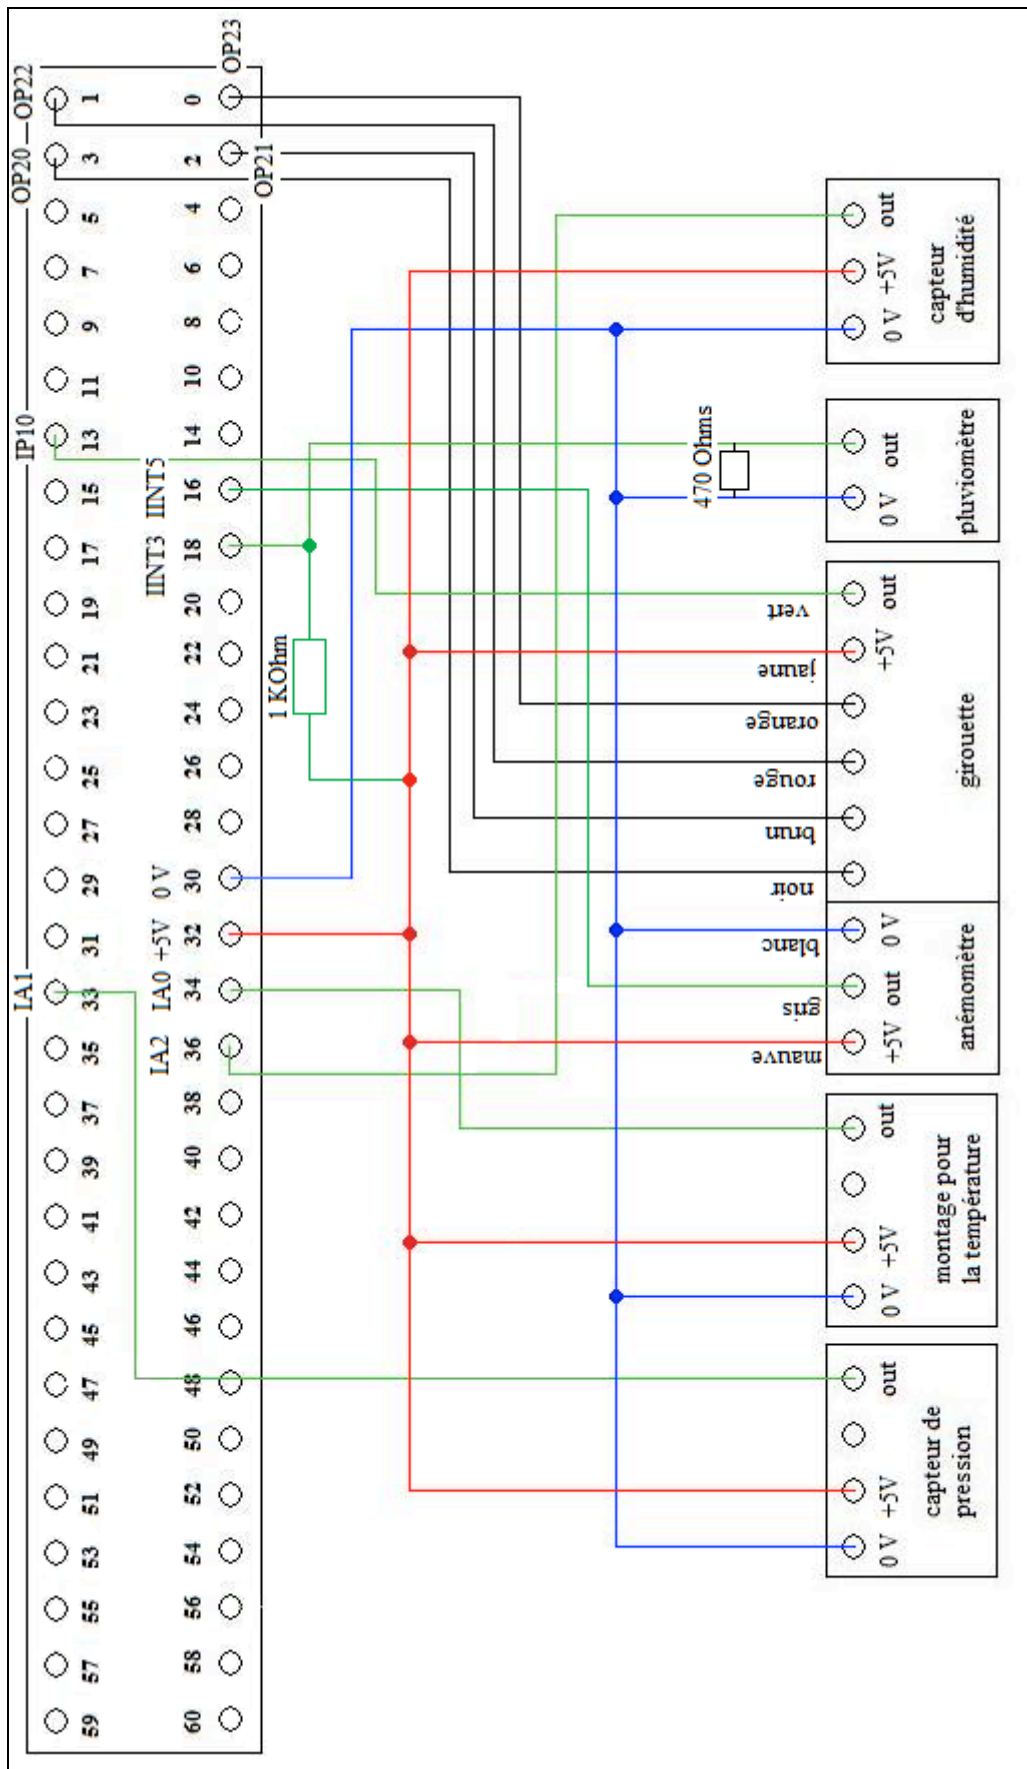 OP22
OP20
IP10
IA1
OP23
OP21
1
3
5
7
9
11
13
15
17
19
21
23
25
27
29
31
33
35
37
39
41
43
45
47
49
51
53
55
57
59
0
2
4
6
8
10
14
16
18
20
22
24
26
28
30
32
34
36
38
40
42
44
46
48
50
52
54
56
58
60
IINT5
IINT3
0 V
+5V
IA0
IA2
1 KOhm
470 Ohms
out
+5V
0 V
capteur
d'humidité
out
0 V
pluviomètre
vert
jaune
orange
rouge
brun
noir
out
+5V
girouette
blanc
gris
mauve
0 V
out
+5V
anémomètre
out
+5V
0 V
montage pour
la température
out
+5V
0 V
capteur de
pression